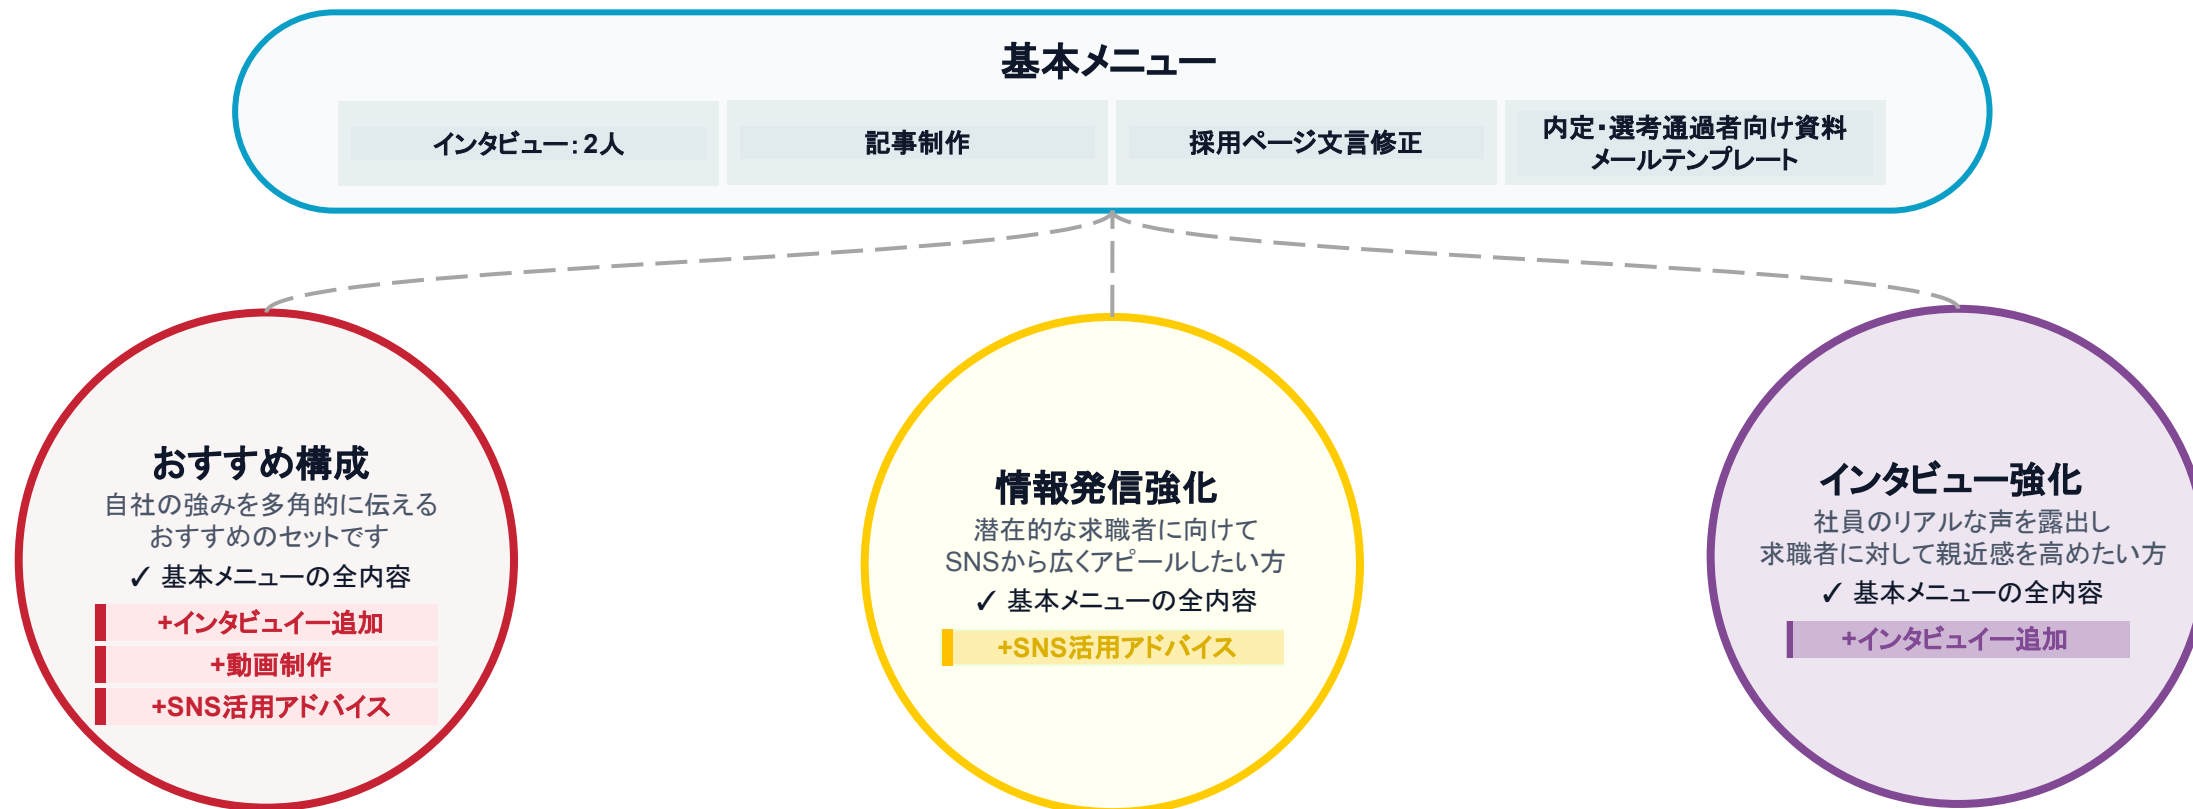 基本メニュー
インタビュー：2人
記事制作
採用ページ文言修正
内定・選考通過者向け資料
メールテンプレート
おすすめ構成
自社の強みを多角的に伝える
おすすめのセットです
✓ 基本メニューの全内容
+インタビュイー追加
+動画制作
+SNS活用アドバイス
情報発信強化
潜在的な求職者に向けて
SNSから広くアピールしたい方
✓ 基本メニューの全内容
+SNS活用アドバイス
インタビュー強化
社員のリアルな声を露出し
求職者に対して親近感を高めたい方
✓ 基本メニューの全内容
+インタビュイー追加